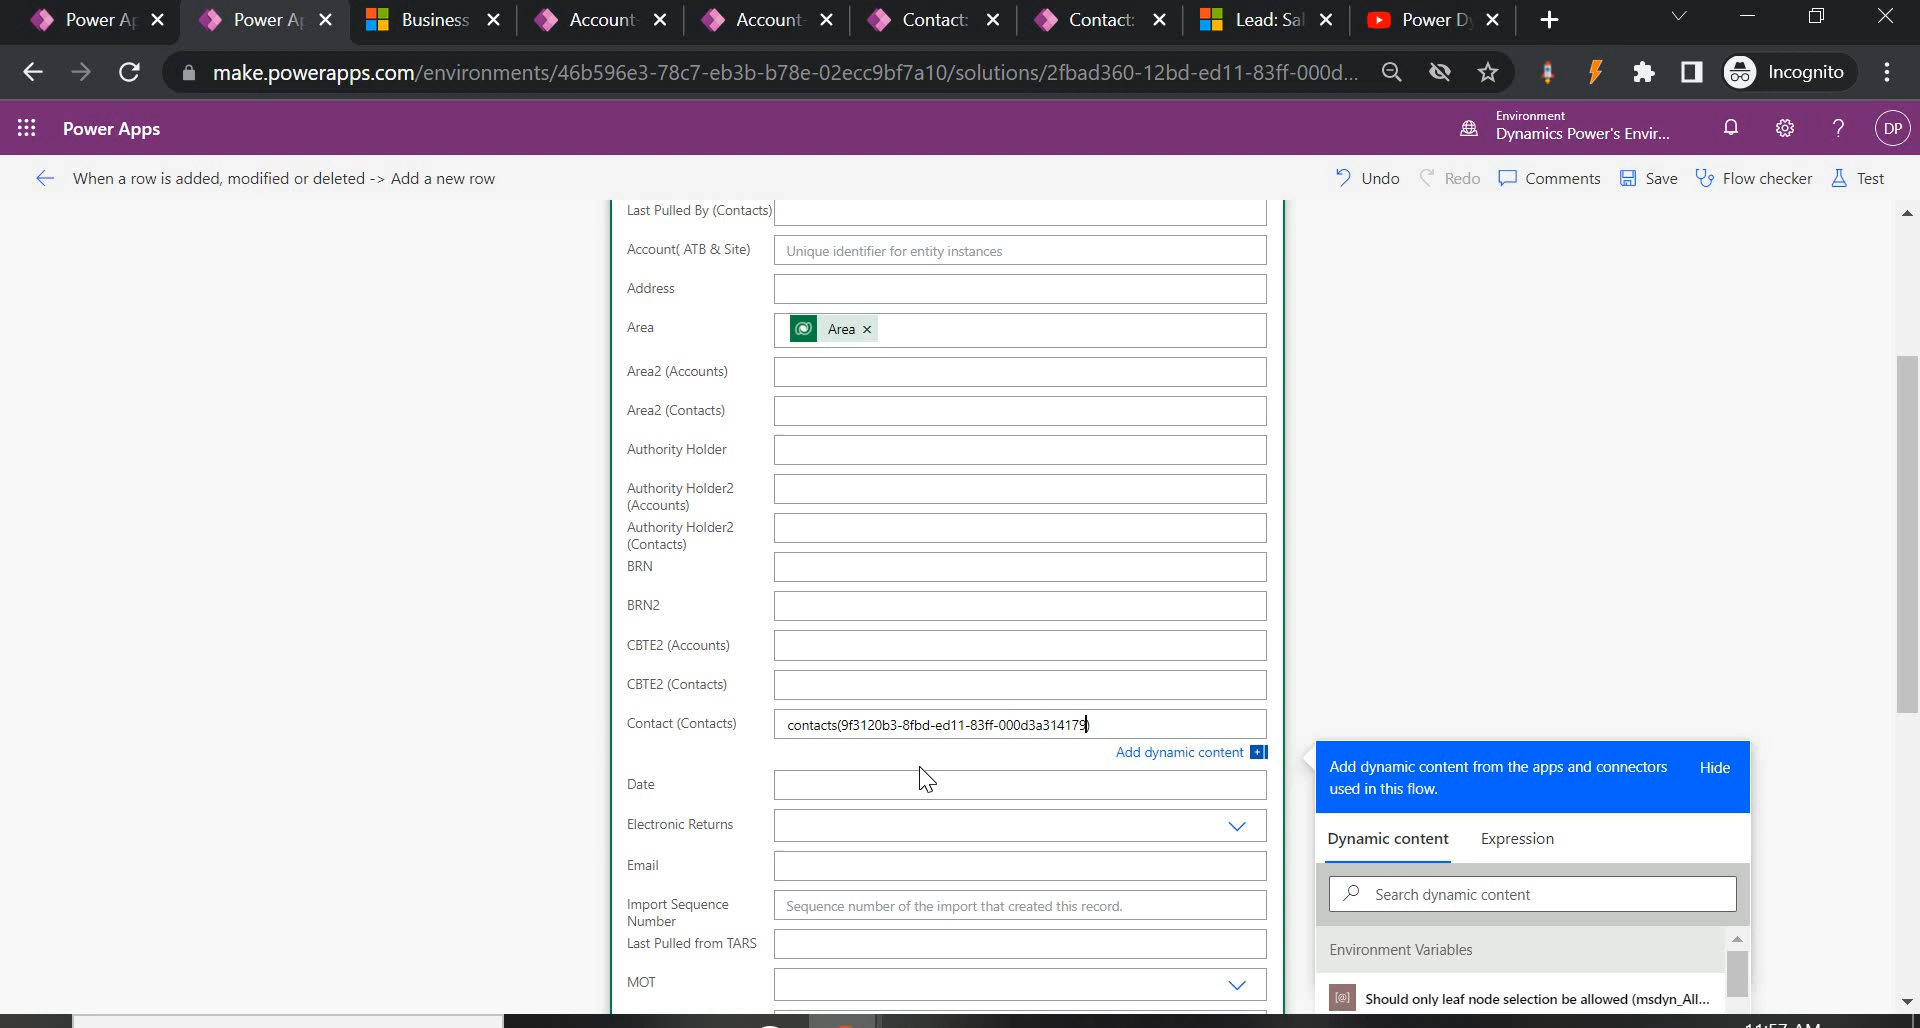 Power Ap
Power Ap
Business
Account
Account
Contact:
Contact:
Lead: Sal
Power Dy
make.powerapps.com/environments/46b596e3-78c7-eb3b-b78e-02ecc9bf7a10/solutions/2fbad360-12bd-ed11-83ff-000d...
Incognito
Power Apps
Environment
Dynamics Power's Envir...
DP
When a row is added, modified or deleted -> Add a new row
Undo
Redo
Comments
Save
Flow checker
Test
Last Pulled By (Contacts)
Account( ATB & Site)
Unique identifier for entity instances
Address
Area
Area ×
Area2 (Accounts)
Area2 (Contacts)
Authority Holder
Authority Holder2
(Accounts)
Authority Holder2
(Contacts)
BRN
BRN2
CBTE2 (Accounts)
CBTE2 (Contacts)
Contact (Contacts)
contacts(9f3120b3-8fbd-ed11-83ff-000d3a314179)
Add dynamic content
Date
Electronic Returns
Email
Import Sequence
Number
Sequence number of the import that created this record.
Last Pulled from TARS
MOT
Add dynamic content from the apps and connectors
used in this flow.
Hide
Dynamic content
Expression
Search dynamic content
Environment Variables
Should only leaf node selection be allowed (msdyn_All...
11:57 AM